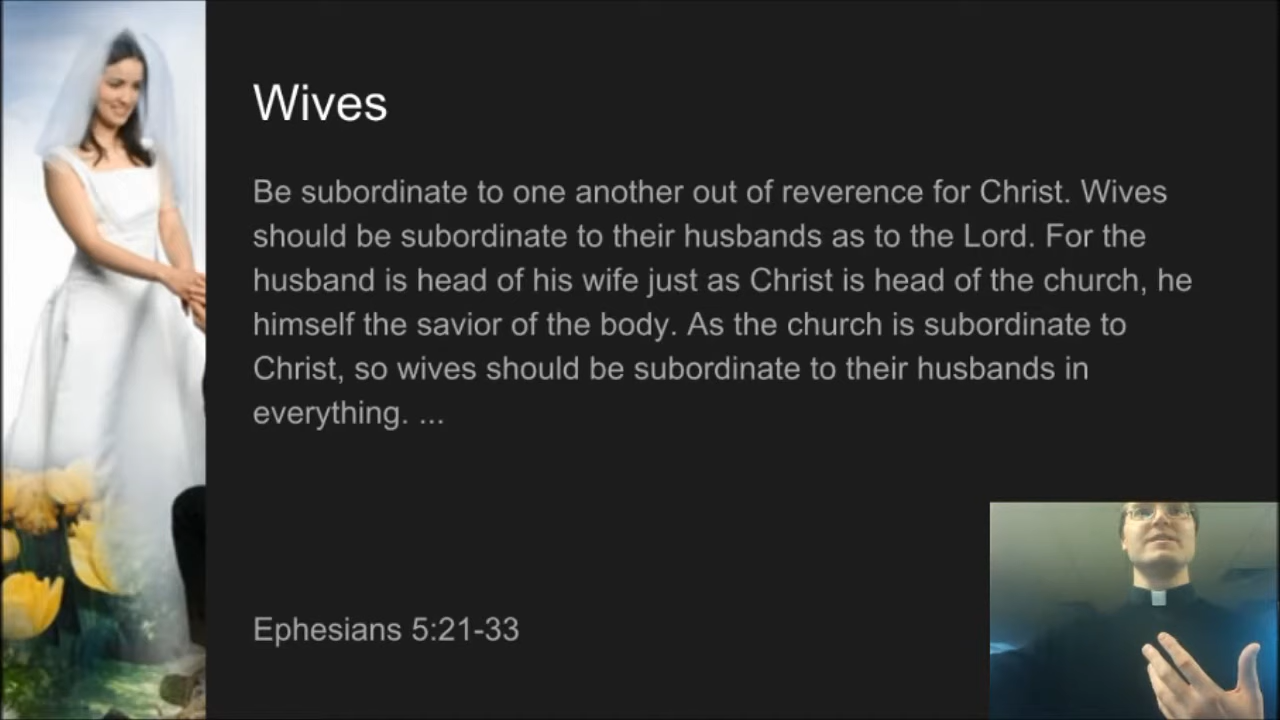 Wives
Be subordinate to one another out of reverence for Christ. Wives
should be subordinate to their husbands as to the Lord. For the
husband is head of his wife just as Christ is head of the church, he
himself the savior of the body. As the church is subordinate to
Christ, so wives should be subordinate to their husbands in
everything. ...
Ephesians 5:21-33